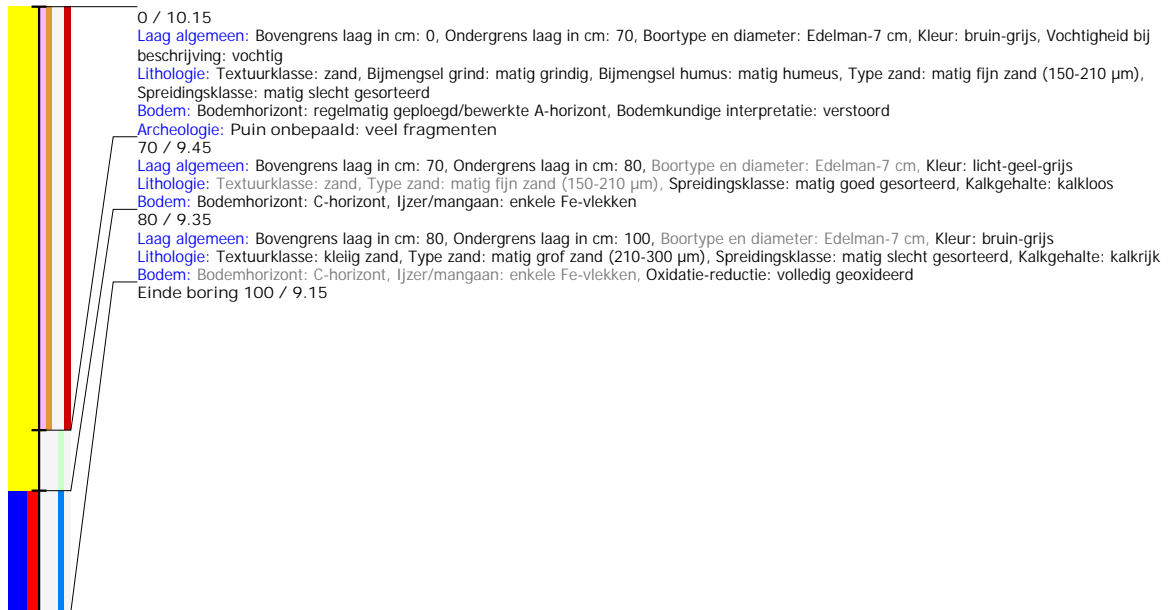 0 / 10.15
Laag algemeen: Bovengrens laag in cm: 0, Ondergrens laag in cm: 70, Boortype en diameter: Edelman-7 cm, Kleur: bruin-grijs, Vochtigheid bij
beschrijving: vochtig
Lithologie: Textuurklasse: zand, Bijmengsel grind: matig grindig, Bijmengsel humus: matig humeus, Type zand: matig fijn zand (150-210 µm),
Spreidingsklasse: matig slecht gesorteerd
Bodem: Bodemhorizont: regelmatig geploegd/bewerkte A-horizont, Bodemkundige interpretatie: verstoord
Archeologie: Puin onbepaald: veel fragmenten
70 / 9.45
Laag algemeen: Bovengrens laag in cm: 70, Ondergrens laag in cm: 80, Boortype en diameter: Edelman-7 cm, Kleur: licht-geel-grijs
Lithologie: Textuurklasse: zand, Type zand: matig fijn zand (150-210 µm), Spreidingsklasse: matig goed gesorteerd, Kalkgehalte: kalkloos
Bodem: Bodemhorizont: C-horizont, Ijzer/mangaan: enkele Fe-vlekken
80 / 9.35
Laag algemeen: Bovengrens laag in cm: 80, Ondergrens laag in cm: 100, Boortype en diameter: Edelman-7 cm, Kleur: bruin-grijs
Lithologie: Textuurklasse: kleiig zand, Type zand: matig grof zand (210-300 µm), Spreidingsklasse: matig slecht gesorteerd, Kalkgehalte: kalkrijk
Bodem: Bodemhorizont: C-horizont, Ijzer/mangaan: enkele Fe-vlekken, Oxidatie-reductie: volledig geoxideerd
Einde boring 100 / 9.15